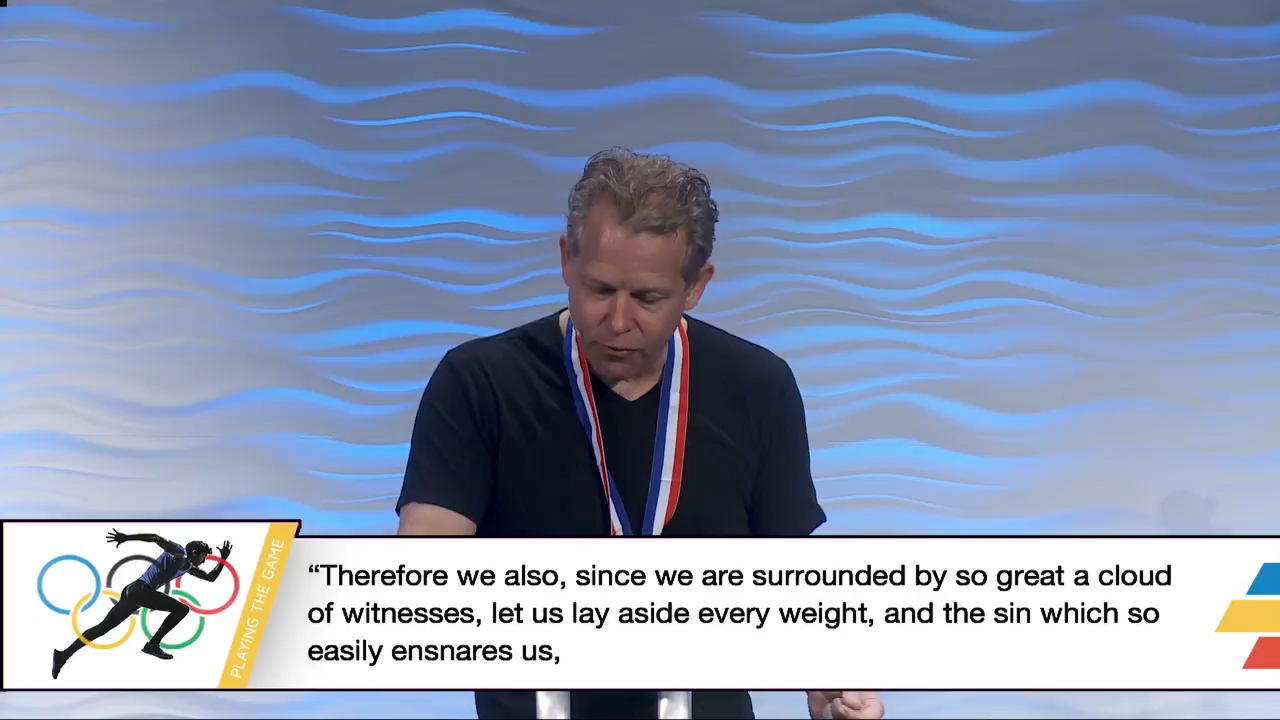 PLAYING THE GAME
“Therefore we also, since we are surrounded by so great a cloud
of witnesses, let us lay aside every weight, and the sin which so
easily ensnares us,